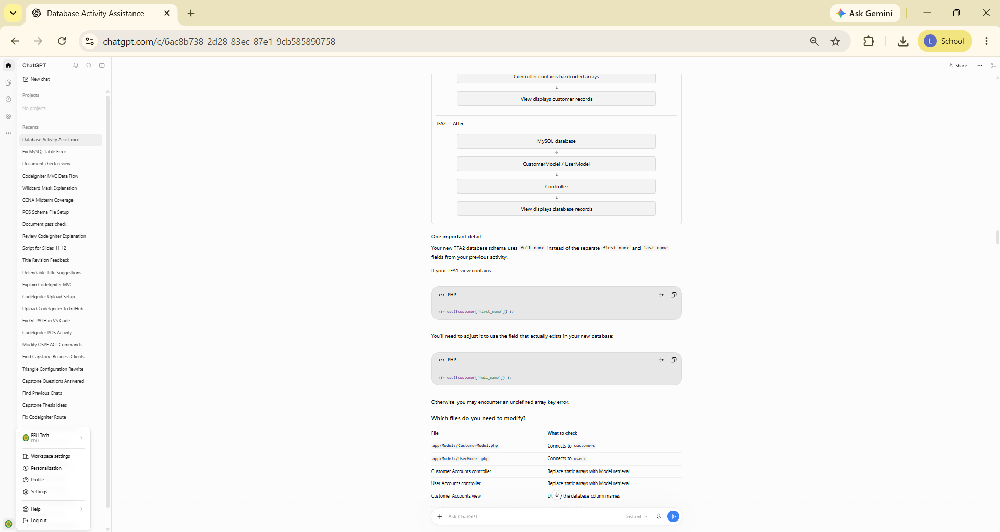 Database Activity Assistance
Ask Gemini
chatgpt.com/c/6ac8b738-2d28-83ec-87e1-9cb585890758
L School
ChatGPT
New chat
Projects
No projects
Recents
Database Activity Assistance
Fix MySQL Table Error
Document check review
CodeIgniter MVC Data Flow
Wildcard Mask Explanation
CCNA Midterm Coverage
POS Schema File Setup
Document pass check
Review CodeIgniter Explanation
Script for Slides 11 12
Title Revision Feedback
Defendable Title Suggestions
Explain CodeIgniter MVC
CodeIgniter Upload Setup
Upload CodeIgniter To GitHub
Fix Git PATH in VS Code
CodeIgniter POS Activity
Modify OSPF ACL Commands
Find Capstone Business Clients
Triangle Configuration Rewrite
Capstone Questions Answered
Find Previous Chats
Capstone Thesis Ideas
Fix CodeIgniter Route
FEU Tech
EDU
Workspace settings
Personalization
Profile
Settings
Help
Log out
Share
Controller contains hardcoded arrays
↓
View displays customer records
TFA2 — After
MySQL database
↓
CustomerModel / UserModel
↓
Controller
↓
View displays database records
One important detail
Your new TFA2 database schema uses full_name instead of the separate first_name and last_name
fields from your previous activity.
If your TFA1 view contains:
</> PHP
<?= esc($customer['first_name']) ?>
You'll need to adjust it to use the field that actually exists in your new database:
</> PHP
<?= esc($customer['full_name']) ?>
Otherwise, you may encounter an undefined array key error.
Which files do you need to modify?
File What to check
app/Models/CustomerModel.php Connects to customers
app/Models/UserModel.php Connects to users
Customer Accounts controller Replace static arrays with Model retrieval
User Accounts controller Replace static arrays with Model retrieval
Customer Accounts view the database column names
Ask ChatGPT
Instant